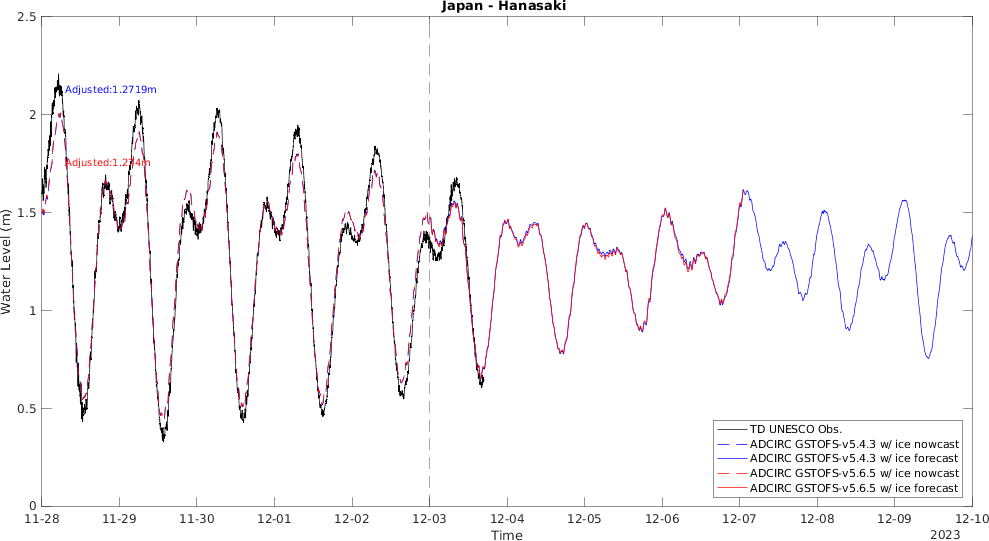 Japan - Hanasaki
2.5
2
1.5
1
0.5
0
Water Level (m)
Adjusted:1.2719m
Adjusted:1.274m
TD UNESCO Obs.
ADCIRC GSTOFS-v5.4.3 w/ ice nowcast
ADCIRC GSTOFS-v5.4.3 w/ ice forecast
ADCIRC GSTOFS-v5.6.5 w/ ice nowcast
ADCIRC GSTOFS-v5.6.5 w/ ice forecast
11-28 11-29 11-30 12-01 12-02 12-03 12-04 12-05 12-06 12-07 12-08 12-09 12-10
Time
2023